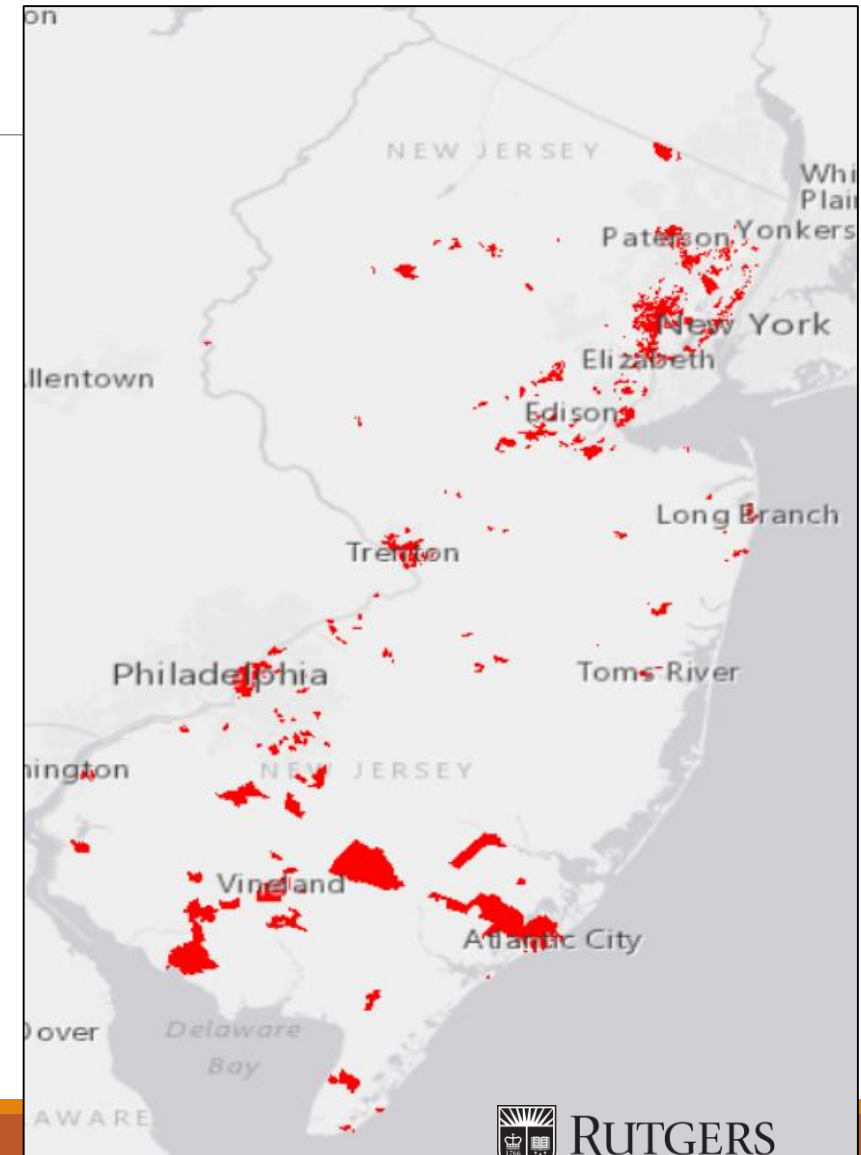 on
NEW JERSEY
Whi
Plai
Paterson
Yonkers
New York
Elizabeth
llentown
Edison
Long Branch
Trenton
Philadelphia
Toms River
nington
NEW JERSEY
Vineland
Atlantic City
Dover
Delaware
Bay
AWARE
1766
RUTGERS